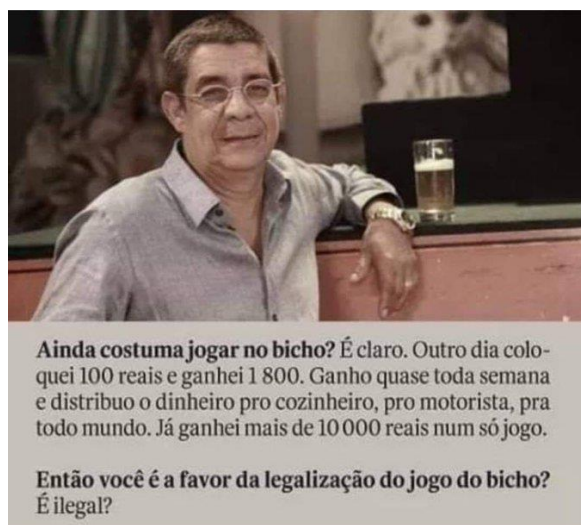 Ainda costuma jogar no bicho? É claro. Outro dia colo-
quei 100 reais e ganhei 1 800. Ganho quase toda semana
e distribuo o dinheiro pro cozinheiro, pro motorista, pra
todo mundo. Já ganhei mais de 10 000 reais num só jogo.
Então você é a favor da legalização do jogo do bicho?
É ilegal?